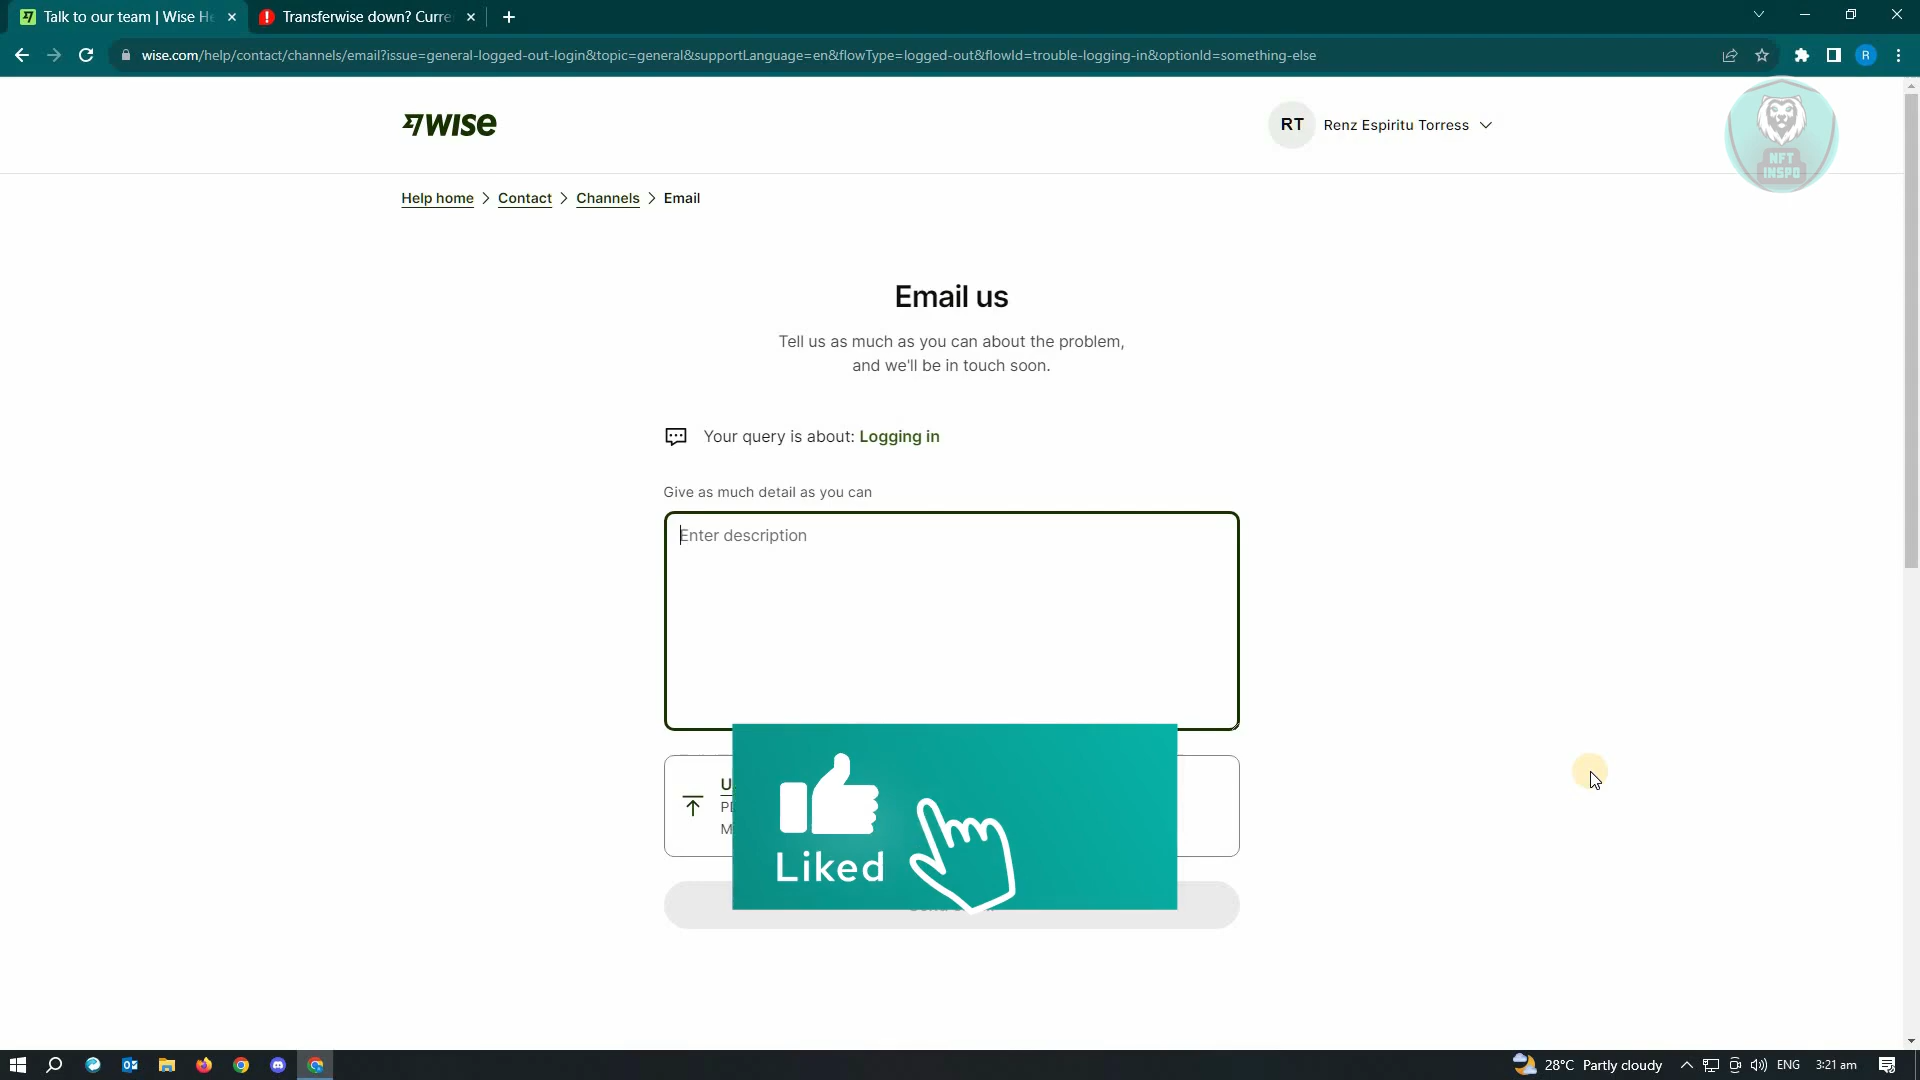 Talk to our team | Wise He
Transferwise down? Curre
wise.com/help/contact/channels/email?issue=general-logged-out-login&topic=general&supportLanguage=en&flowType=logged-out&flowId=trouble-logging-in&optionId=something-else
R
WISE
RT
Renz Espiritu Torress
NFT
INSPO
Help home
Contact
Channels
Email
Email us
Tell us as much as you can about the problem,
and we'll be in touch soon.
Your query is about: Logging in
Give as much detail as you can
Enter description
Liked
28°C Partly cloudy
ENG
3:21 am